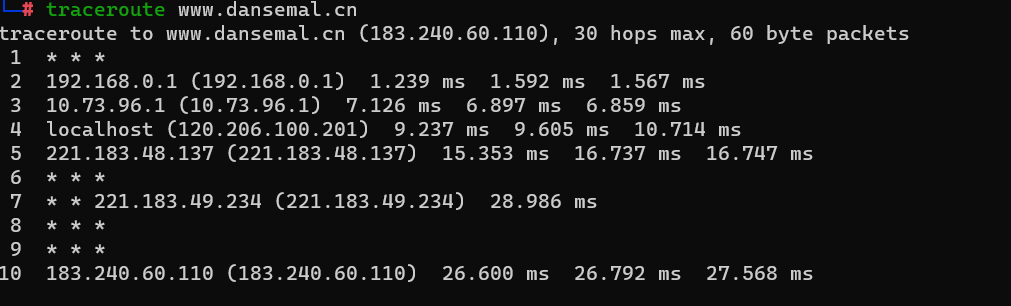 └─# traceroute www.dansemal.cn
traceroute to www.dansemal.cn (183.240.60.110), 30 hops max, 60 byte packets
 1  * * *
 2  192.168.0.1 (192.168.0.1)  1.239 ms  1.592 ms  1.567 ms
 3  10.73.96.1 (10.73.96.1)  7.126 ms  6.897 ms  6.859 ms
 4  localhost (120.206.100.201)  9.237 ms  9.605 ms  10.714 ms
 5  221.183.48.137 (221.183.48.137)  15.353 ms  16.737 ms  16.747 ms
 6  * * *
 7  * * 221.183.49.234 (221.183.49.234)  28.986 ms
 8  * * *
 9  * * *
10  183.240.60.110 (183.240.60.110)  26.600 ms  26.792 ms  27.568 ms